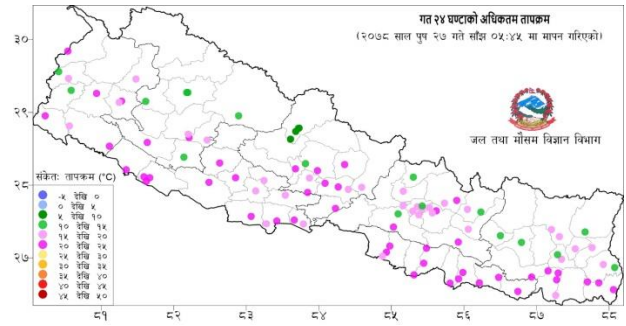 गत २४ घण्टाको अधिकतम तापक्रम
(२०७८ साल पुष २७ गते साँझ ०५:४५ मा मापन गरिएको)
जल तथा मौसम विज्ञान विभाग
३०
२९
२८
२७
संकेत: तापक्रम (°C)
-५ देखि ०
० देखि ५
५ देखि १०
१० देखि १५
१५ देखि २०
२० देखि २५
२५ देखि ३०
३० देखि ३५
३५ देखि ४०
४० देखि ४५
४५ देखि ५०
८१ ८२ ८३ ८४ ८५ ८६ ८७ ८८